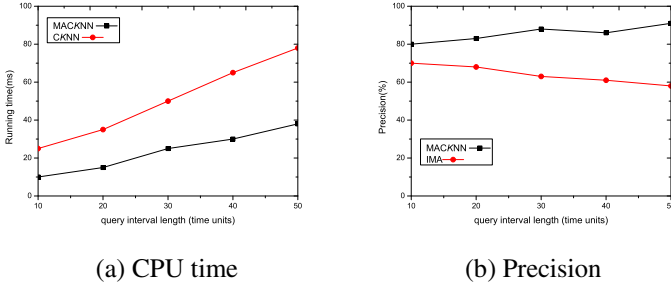 100
80
60
40
20
0
Running time(ms)
MACKNN
CKNN
10
20
30
40
50
query interval length (time units)
(a) CPU time
100
80
60
40
20
0
Precision(%)
MACKNN
IMA
10
20
30
40
50
query interval length (time units)
(b) Precision